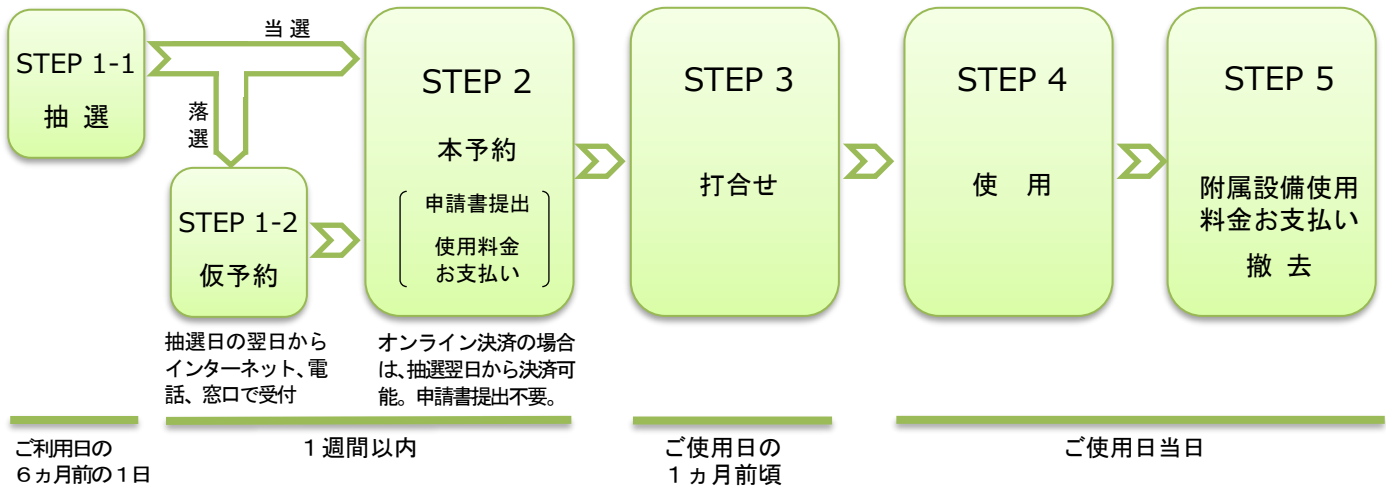 STEP 1-1
抽 選
当 選
落
選
STEP 1-2
仮予約
抽選日の翌日から
インターネット、電
話、窓口で受付
STEP 2
本予約
申請書提出
使用料金
お支払い
オンライン決済の場合
は、抽選翌日から決済可
能。申請書提出不要。
STEP 3
打合せ
STEP 4
使 用
STEP 5
附属設備使用
料金お支払い
撤 去
ご利用日の
６ヵ月前の１日
１週間以内
ご使用日の
１ヵ月前頃
ご使用日当日